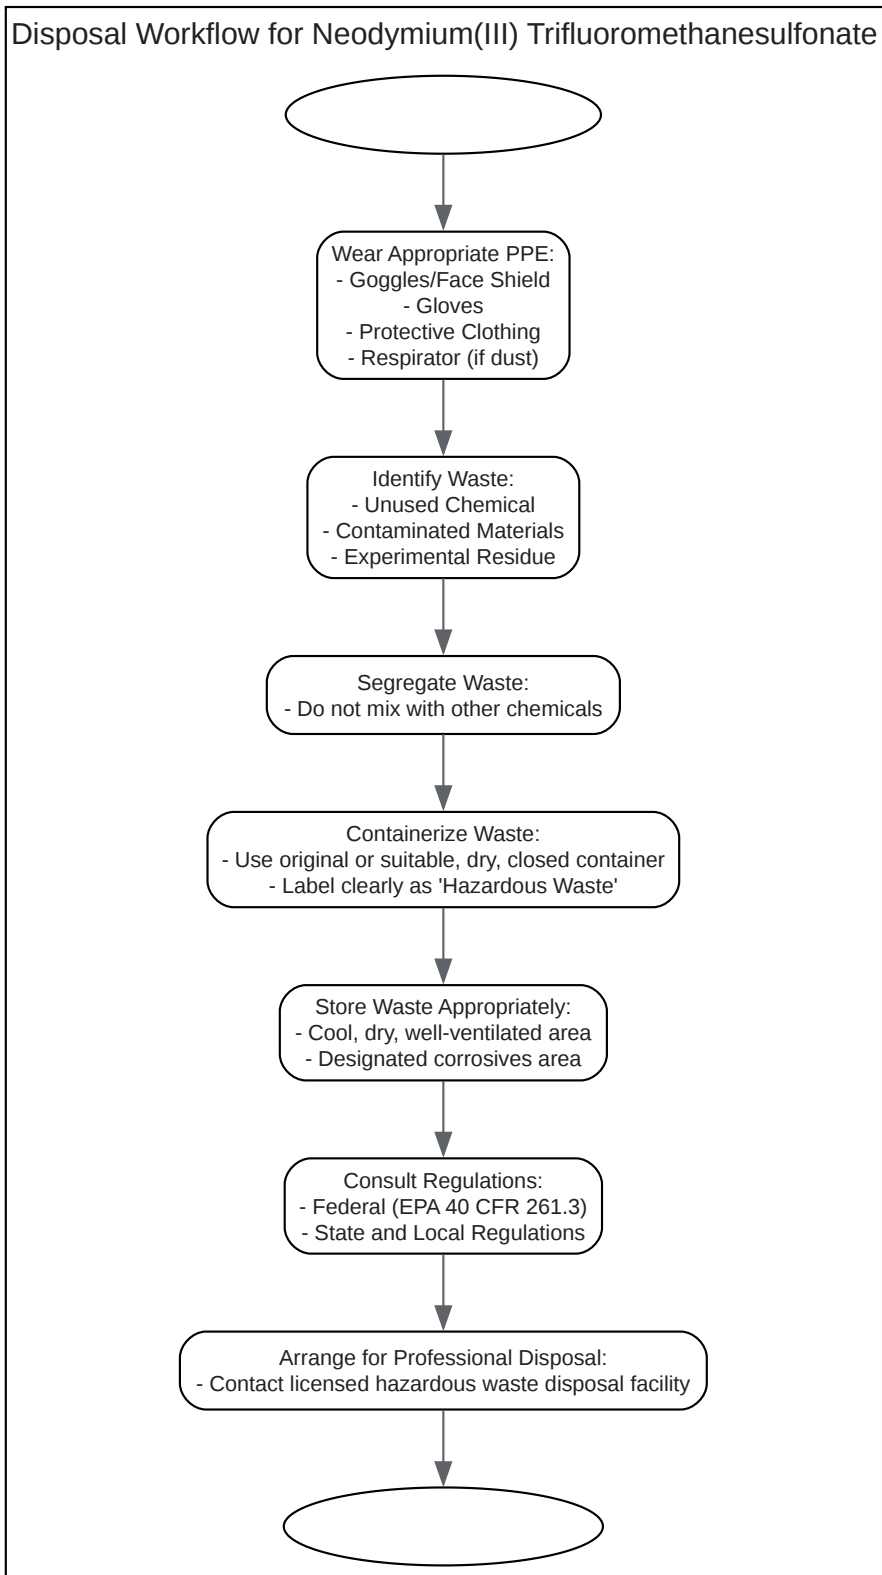 Disposal Workflow for Neodymium(III) Trifluoromethanesulfonate
Wear Appropriate PPE:
- Goggles/Face Shield
- Gloves
- Protective Clothing
- Respirator (if dust)
Identify Waste:
- Unused Chemical
- Contaminated Materials
- Experimental Residue
Segregate Waste:
- Do not mix with other chemicals
Containerize Waste:
- Use original or suitable, dry, closed container
- Label clearly as 'Hazardous Waste'
Store Waste Appropriately:
- Cool, dry, well-ventilated area
- Designated corrosives area
Consult Regulations:
- Federal (EPA 40 CFR 261.3)
- State and Local Regulations
Arrange for Professional Disposal:
- Contact licensed hazardous waste disposal facility